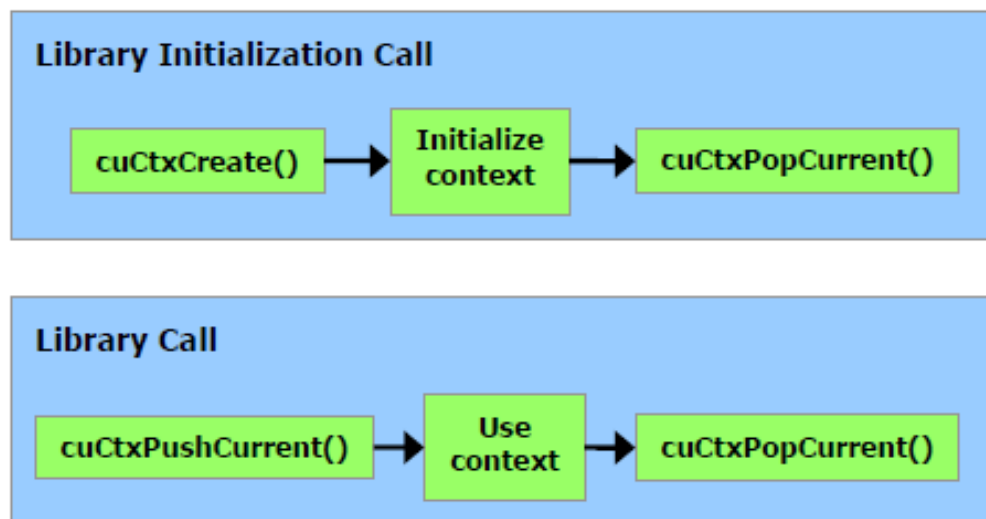 Library Initialization Call
cuCtxCreate()
Initialize
context
cuCtxPopCurrent()
Library Call
cuCtxPushCurrent()
Use
context
cuCtxPopCurrent()